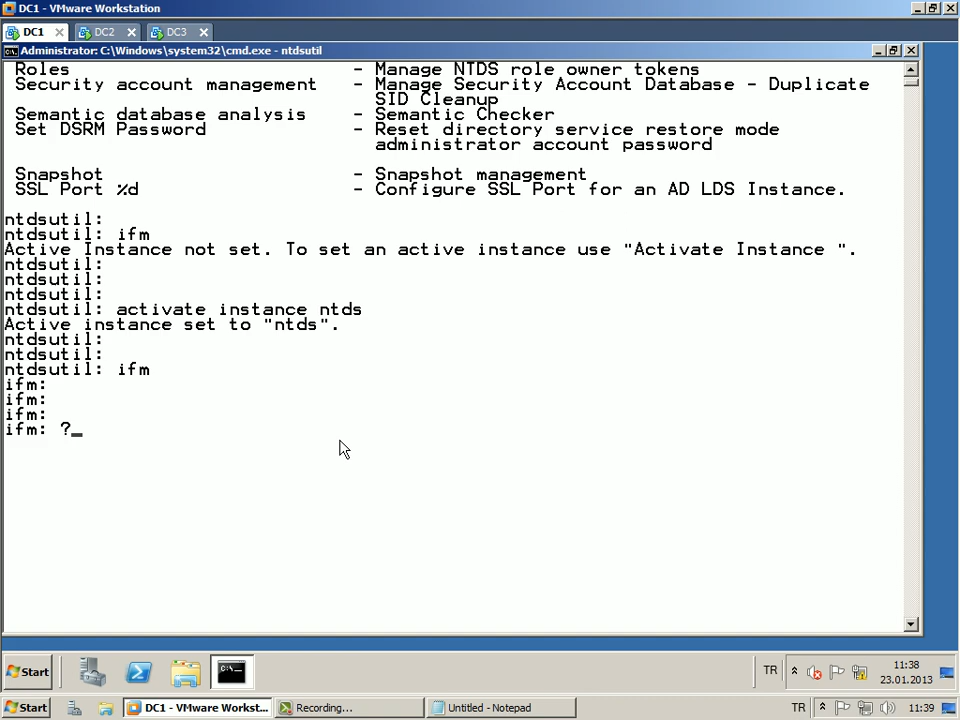 DC1 - VMware Workstation
DC1 DC2 DC3
Administrator: C:\Windows\system32\cmd.exe - ntdsutil
Roles - Manage NTDS role owner tokens
Security account management - Manage Security Account Database - Duplicate
SID Cleanup
Semantic database analysis - Semantic Checker
Set DSRM Password - Reset directory service restore mode
administrator account password
Snapshot - Snapshot management
SSL Port %d - Configure SSL Port for an AD LDS Instance.
ntdsutil:
ntdsutil: ifm
Active Instance not set. To set an active instance use "Activate Instance ".
ntdsutil:
ntdsutil:
ntdsutil:
ntdsutil: activate instance ntds
Active instance set to "ntds".
ntdsutil:
ntdsutil:
ntdsutil: ifm
ifm:
ifm:
ifm:
ifm: ?_
Start TR 11:38
23.01.2013
Start DC1 - VMware Workst... Recording... Untitled - Notepad TR 11:39